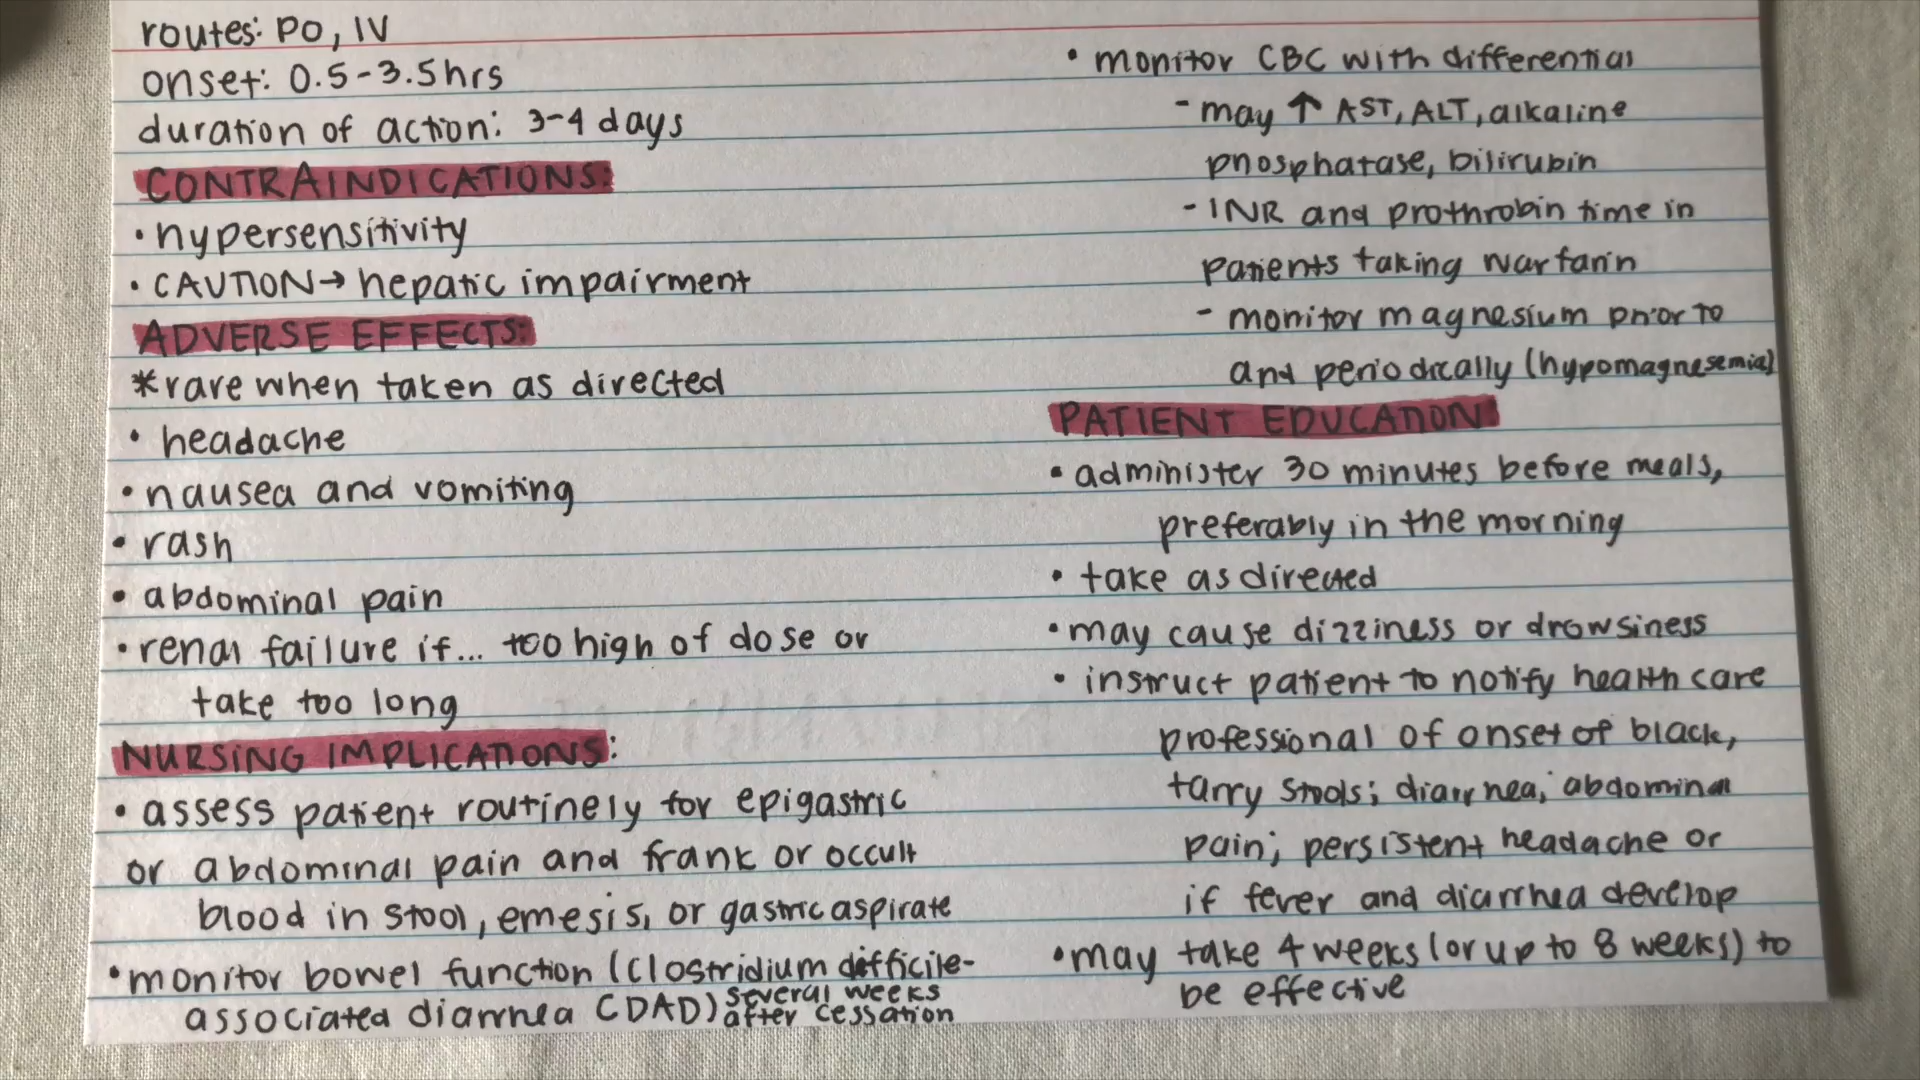 routes: PO, IV
onset: 0.5-3.5hrs
duration of action: 3-4 days
CONTRAINDICATIONS:
• hypersensitivity
• CAUTION→ hepatic impairment
ADVERSE EFFECTS:
*rare when taken as directed
• headache
• nausea and vomiting
• rash
• abdominal pain
• renal failure if... too high of dose or
take too long
NURSING IMPLICATIONS:
• assess patient routinely for epigastric
or abdominal pain and frank or occult
blood in stool, emesis, or gastric aspirate
• monitor bowel function (Clostridium difficile-
associated diarrhea CDAD) several weeks
after cessation
• monitor CBC with differential
- may ↑ AST, ALT, alkaline
phosphatase, bilirubin
- INR and prothrobin time in
patients taking warfarin
- monitor magnesium prior to
and periodically (hypomagnesemia)
PATIENT EDUCATION:
• administer 30 minutes before meals,
preferably in the morning
• take as directed
• may cause dizziness or drowsiness
• instruct patient to notify health care
professional of onset of black,
tarry stools; diarrhea; abdominal
pain; persistent headache or
if fever and diarrhea develop
• may take 4 weeks (or up to 8 weeks) to
be effective